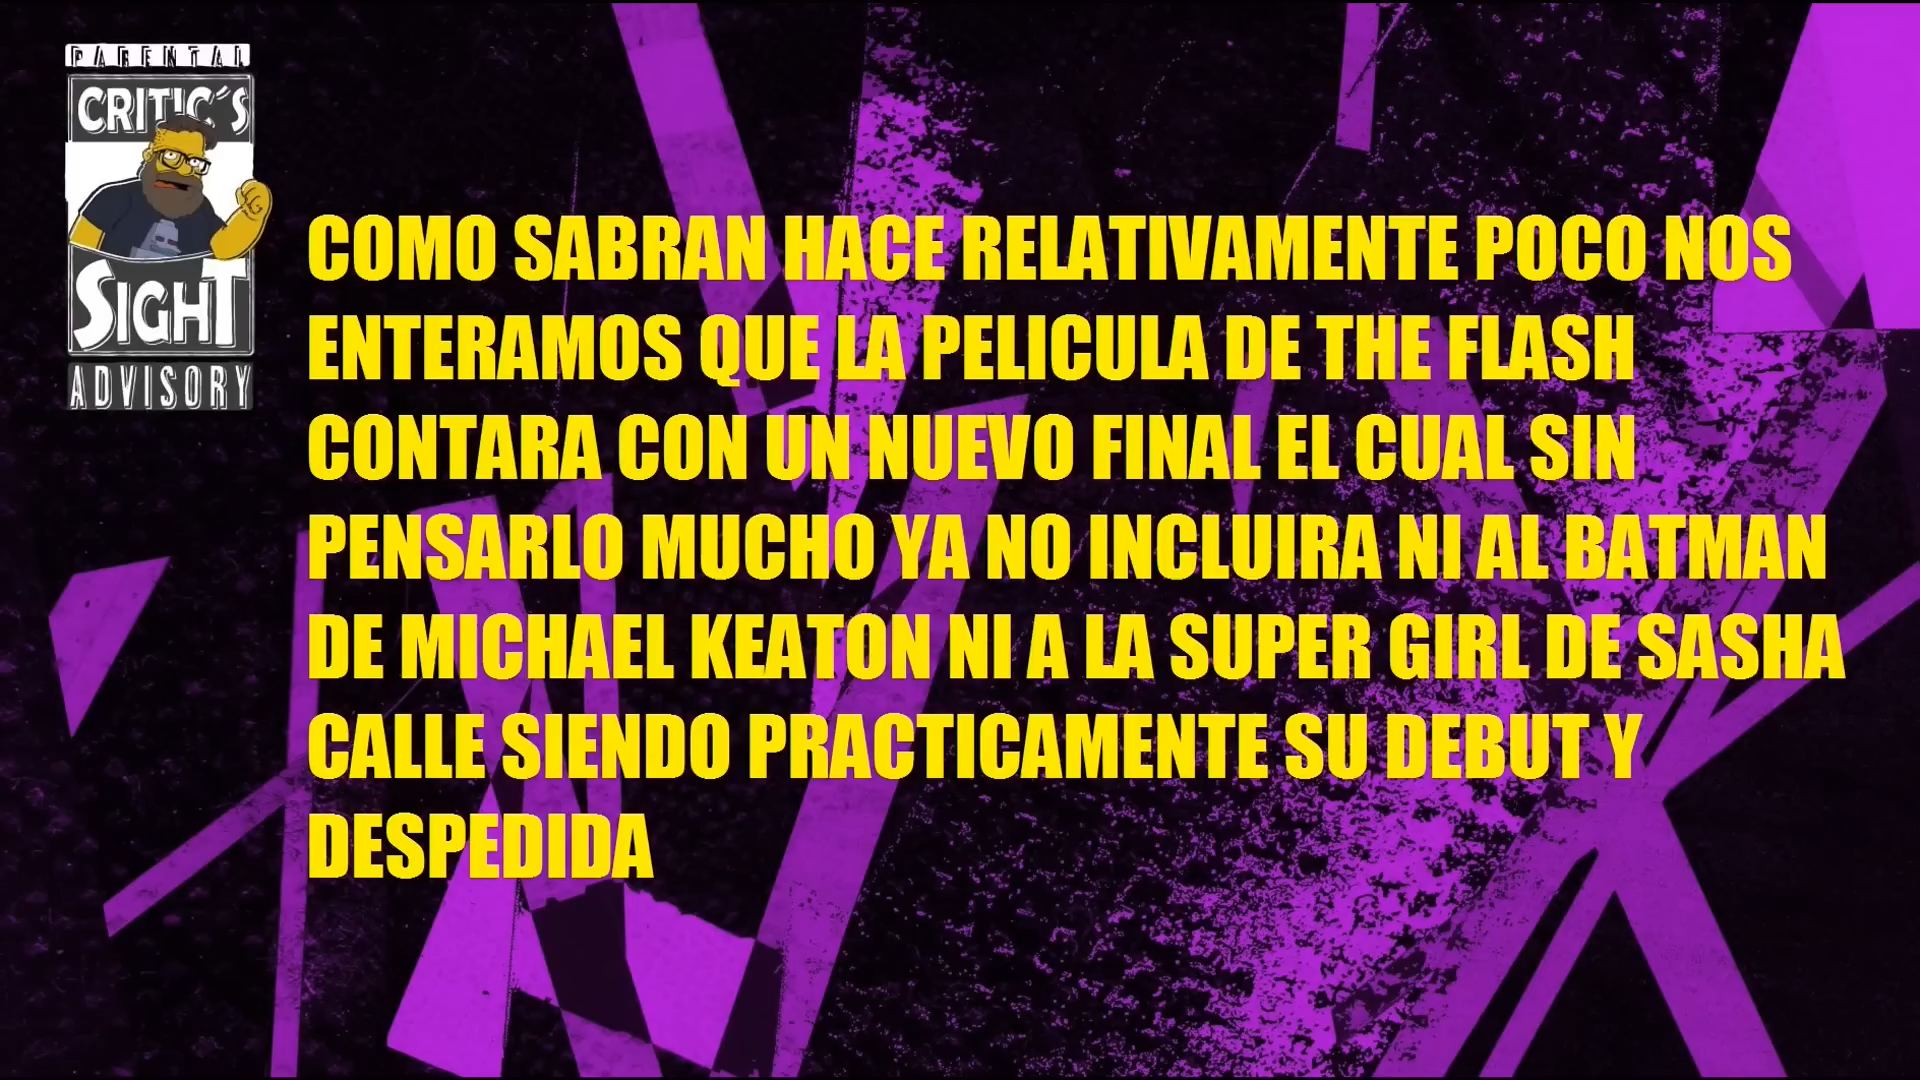 PARENTAL
CRITIC´S
SIGHT
ADVISORY
COMO SABRAN HACE RELATIVAMENTE POCO NOS
ENTERAMOS QUE LA PELICULA DE THE FLASH
CONTARA CON UN NUEVO FINAL EL CUAL SIN
PENSARLO MUCHO YA NO INCLUIRA NI AL BATMAN
DE MICHAEL KEATON NI A LA SUPER GIRL DE SASHA
CALLE SIENDO PRACTICAMENTE SU DEBUT Y
DESPEDIDA